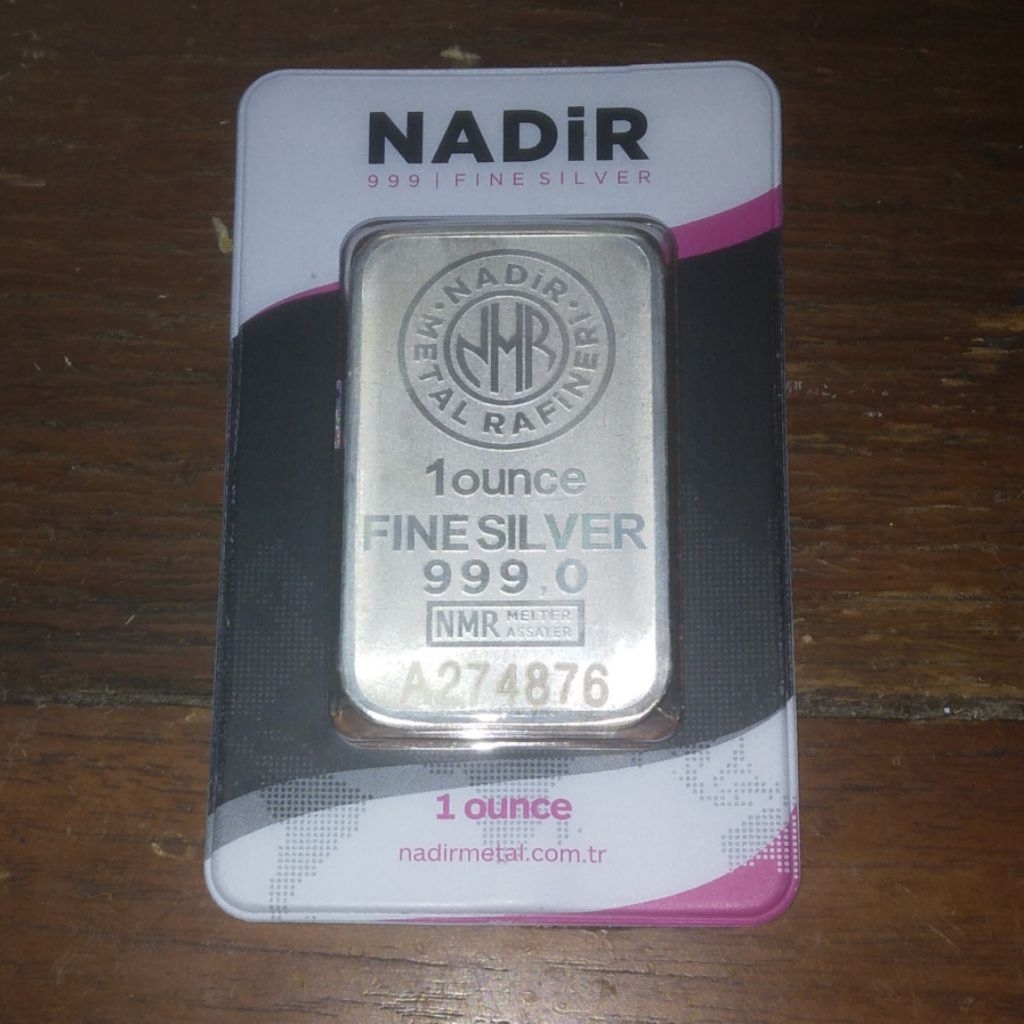 NADiR
999 | FINE SILVER
NADiR · METAL RAFiNERI ·
NMR
1ounce
FINE SILVER
999.0
NMR MELTER
ASSAYER
A274876
1 ounce
nadirmetal.com.tr